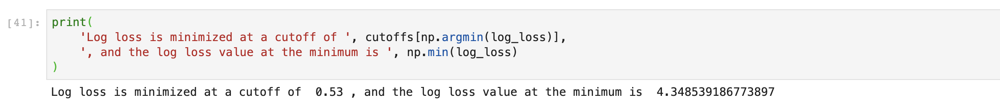 [41]:
print(
    'Log loss is minimized at a cutoff of ', cutoffs[np.argmin(log_loss)],
    ', and the log loss value at the minimum is ', np.min(log_loss)
)
Log loss is minimized at a cutoff of  0.53 , and the log loss value at the minimum is  4.348539186773897